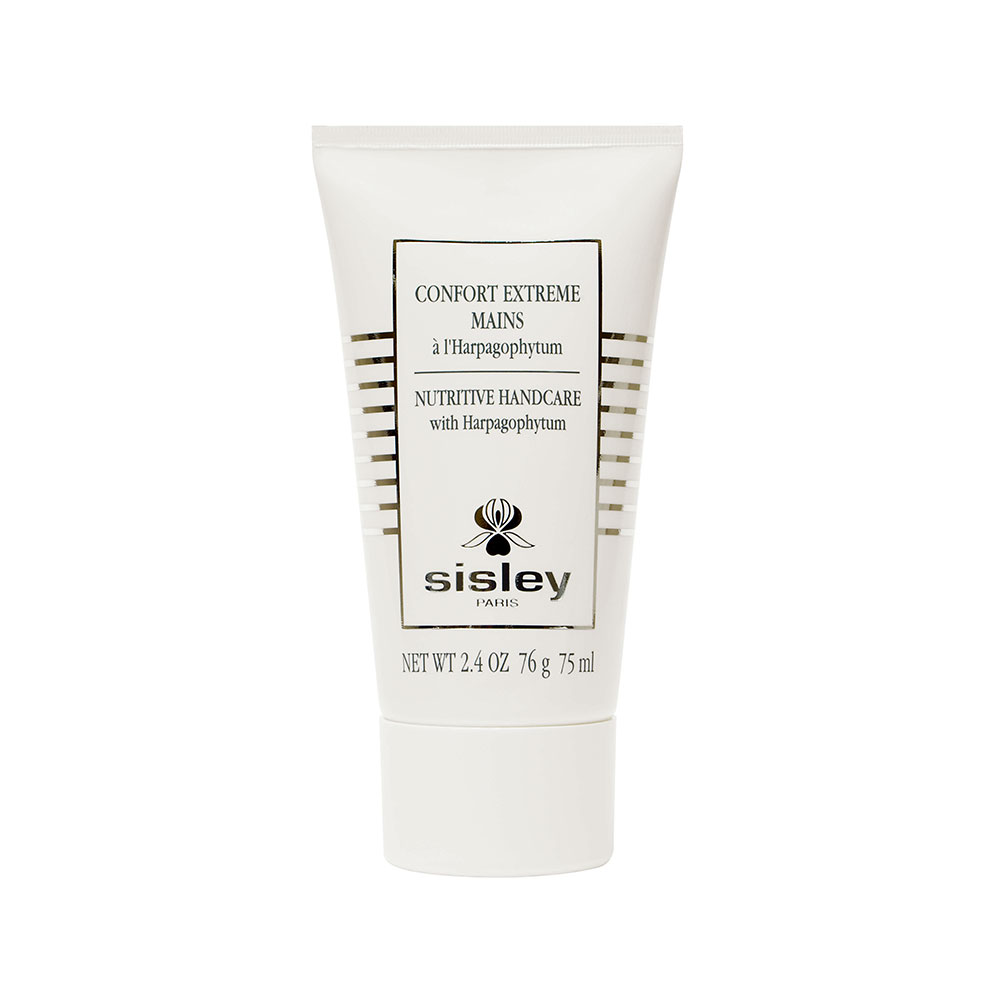 CONFORT EXTREME
MAINS
à l'Harpagophytum
NUTRITIVE HANDCARE
with Harpagophytum
sisley
PARIS
NET WT 2.4 OZ 76 g 75 ml